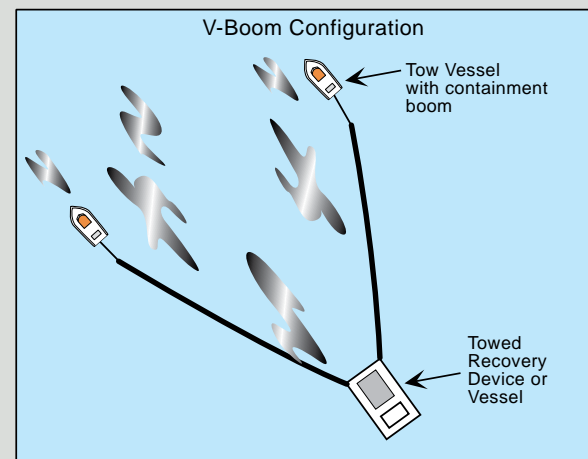 V-Boom Configuration
Tow Vessel
with containment
boom
Towed
Recovery
Device or
Vessel